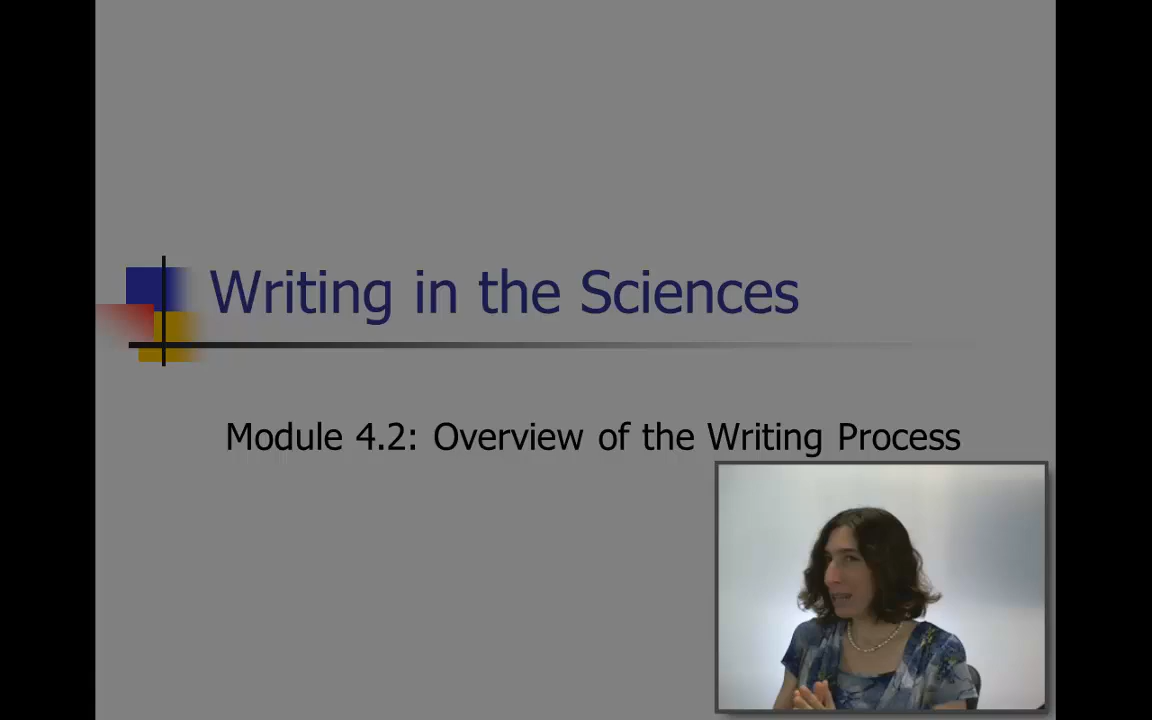 Writing in the Sciences
Module 4.2: Overview of the Writing Process